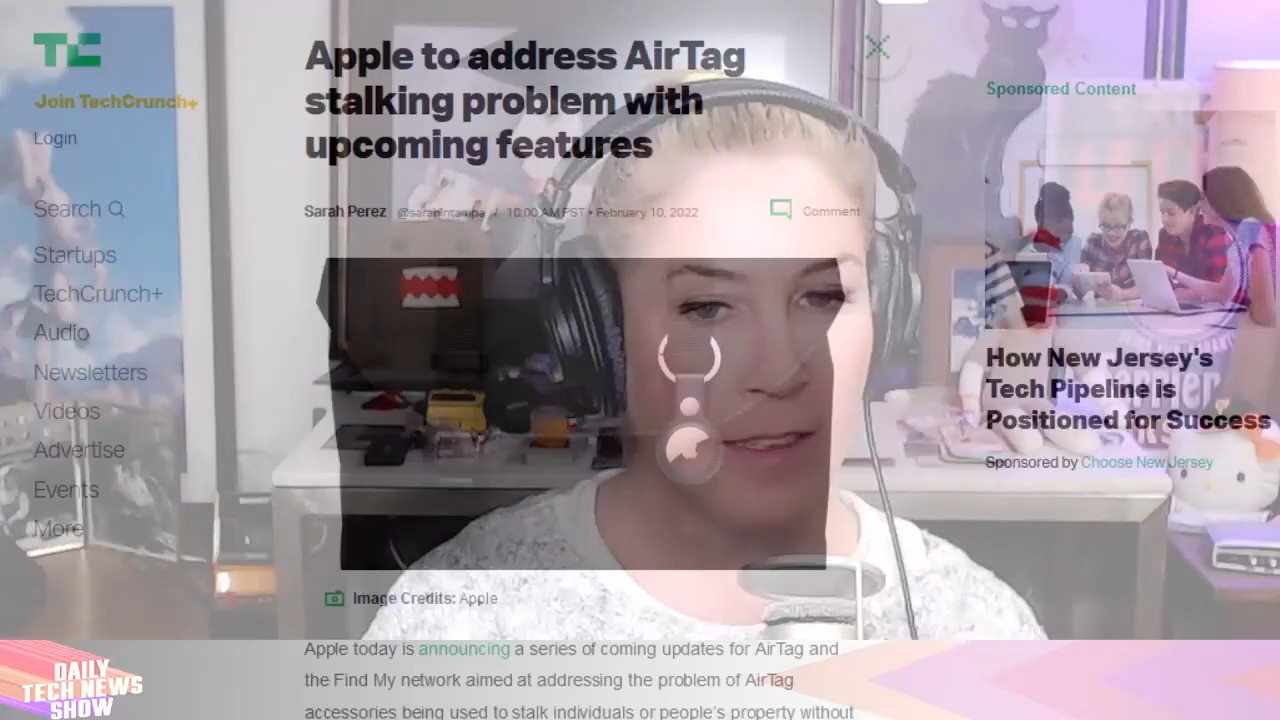 TC
Join TechCrunch+
Login
Search
Startups
TechCrunch+
Audio
Newsletters
Videos
Advertise
Events
More
Apple to address AirTag
stalking problem with
upcoming features
Sarah Perez @sarahintampa / 10:00 AM PST • February 10, 2022
Comment
Image Credits: Apple
Apple today is announcing a series of coming updates for AirTag and
the Find My network aimed at addressing the problem of AirTag
accessories being used to stalk individuals or people's property without
Sponsored Content
How New Jersey's
Tech Pipeline is
Positioned for Success
Sponsored by Choose New Jersey
DAILY
TECH NEWS
SHOW